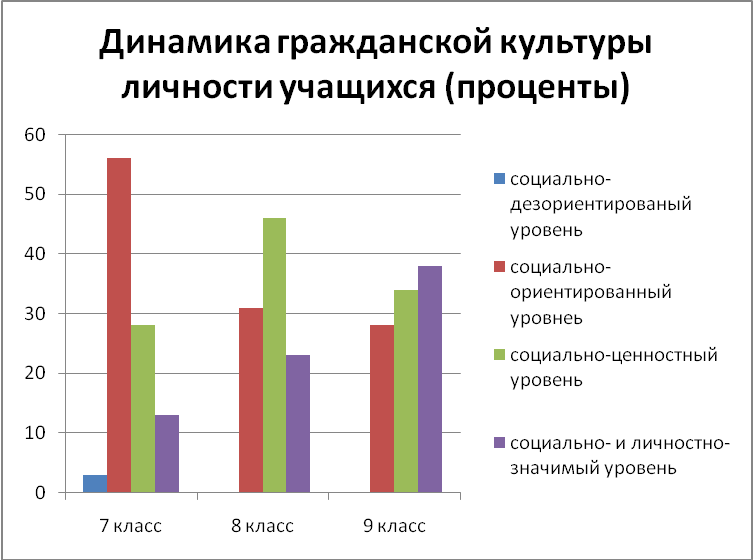 Динамика гражданской культуры
личности учащихся (проценты)
60
50
40
30
20
10
0
7 класс
8 класс
9 класс
социально-
дезориентированый
уровень
социально-
ориентированный
уровнеь
социально-ценностный
уровень
социально- и личностно-
значимый уровень